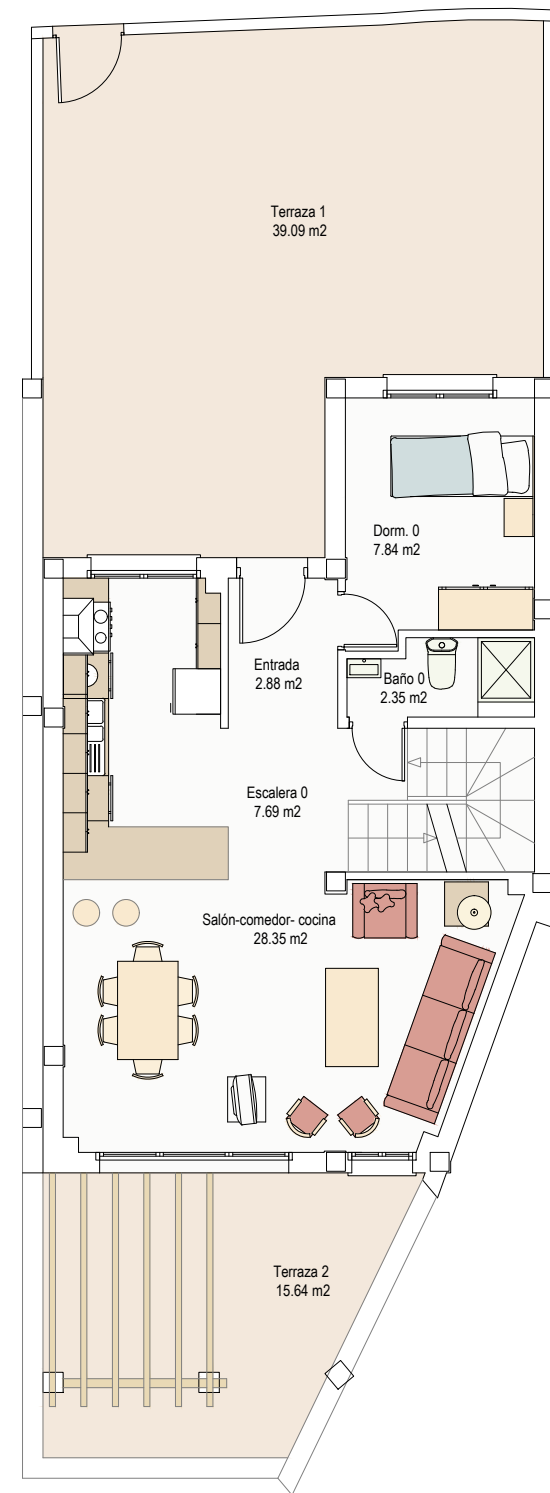 Terraza 1
39.09 m2
Dorm. 0
7.84 m2
Entrada
2.88 m2
Baño 0
2.35 m2
Escalera 0
7.69 m2
Salón-comedor- cocina
28.35 m2
Terraza 2
15.64 m2